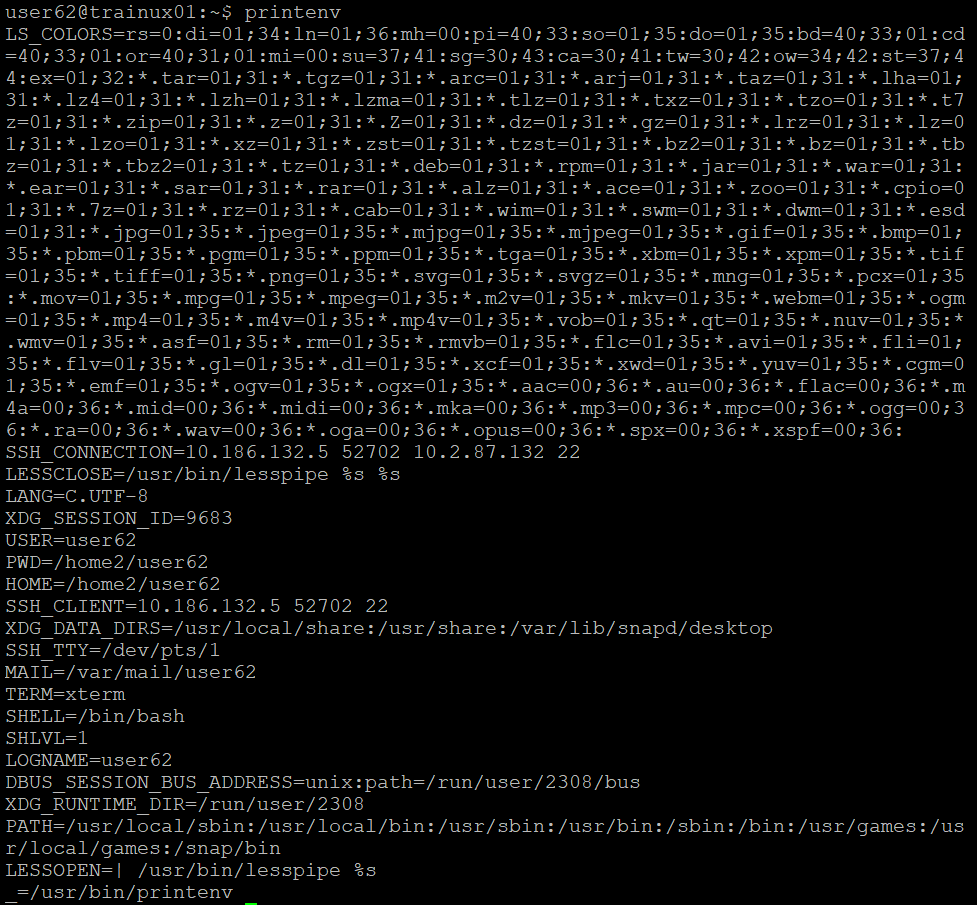 user62@trainux01:~$ printenv
LS_COLORS=rs=0:di=01;34:ln=01;36:mh=00:pi=40;33:so=01;35:do=01;35:bd=40;33;01:cd
=40;33;01:or=40;31;01:mi=00:su=37;41:sg=30;43:ca=30;41:tw=30;42:ow=34;42:st=37;4
4:ex=01;32:*.tar=01;31:*.tgz=01;31:*.arc=01;31:*.arj=01;31:*.taz=01;31:*.lha=01;
31:*.lz4=01;31:*.lzh=01;31:*.lzma=01;31:*.tlz=01;31:*.txz=01;31:*.tzo=01;31:*.t7
z=01;31:*.zip=01;31:*.z=01;31:*.Z=01;31:*.dz=01;31:*.gz=01;31:*.lrz=01;31:*.lz=0
1;31:*.lzo=01;31:*.xz=01;31:*.zst=01;31:*.tzst=01;31:*.bz2=01;31:*.bz=01;31:*.tb
z=01;31:*.tbz2=01;31:*.tz=01;31:*.deb=01;31:*.rpm=01;31:*.jar=01;31:*.war=01;31:
*.ear=01;31:*.sar=01;31:*.rar=01;31:*.alz=01;31:*.ace=01;31:*.zoo=01;31:*.cpio=0
1;31:*.7z=01;31:*.rz=01;31:*.cab=01;31:*.wim=01;31:*.swm=01;31:*.dwm=01;31:*.esd
=01;31:*.jpg=01;35:*.jpeg=01;35:*.mjpg=01;35:*.mjpeg=01;35:*.gif=01;35:*.bmp=01;
35:*.pbm=01;35:*.pgm=01;35:*.ppm=01;35:*.tga=01;35:*.xbm=01;35:*.xpm=01;35:*.tif
=01;35:*.tiff=01;35:*.png=01;35:*.svg=01;35:*.svgz=01;35:*.mng=01;35:*.pcx=01;35
:*.mov=01;35:*.mpg=01;35:*.mpeg=01;35:*.m2v=01;35:*.mkv=01;35:*.webm=01;35:*.ogm
=01;35:*.mp4=01;35:*.m4v=01;35:*.mp4v=01;35:*.vob=01;35:*.qt=01;35:*.nuv=01;35:*
.wmv=01;35:*.asf=01;35:*.rm=01;35:*.rmvb=01;35:*.flc=01;35:*.avi=01;35:*.fli=01;
35:*.flv=01;35:*.gl=01;35:*.dl=01;35:*.xcf=01;35:*.xwd=01;35:*.yuv=01;35:*.cgm=0
1;35:*.emf=01;35:*.ogv=01;35:*.ogx=01;35:*.aac=00;36:*.au=00;36:*.flac=00;36:*.m
4a=00;36:*.mid=00;36:*.midi=00;36:*.mka=00;36:*.mp3=00;36:*.mpc=00;36:*.ogg=00;3
6:*.ra=00;36:*.wav=00;36:*.oga=00;36:*.opus=00;36:*.spx=00;36:*.xspf=00;36:
SSH_CONNECTION=10.186.132.5 52702 10.2.87.132 22
LESSCLOSE=/usr/bin/lesspipe %s %s
LANG=C.UTF-8
XDG_SESSION_ID=9683
USER=user62
PWD=/home2/user62
HOME=/home2/user62
SSH_CLIENT=10.186.132.5 52702 22
XDG_DATA_DIRS=/usr/local/share:/usr/share:/var/lib/snapd/desktop
SSH_TTY=/dev/pts/1
MAIL=/var/mail/user62
TERM=xterm
SHELL=/bin/bash
SHLVL=1
LOGNAME=user62
DBUS_SESSION_BUS_ADDRESS=unix:path=/run/user/2308/bus
XDG_RUNTIME_DIR=/run/user/2308
PATH=/usr/local/sbin:/usr/local/bin:/usr/sbin:/usr/bin:/sbin:/bin:/usr/games:/us
r/local/games:/snap/bin
LESSOPEN=| /usr/bin/lesspipe %s
_=/usr/bin/printenv